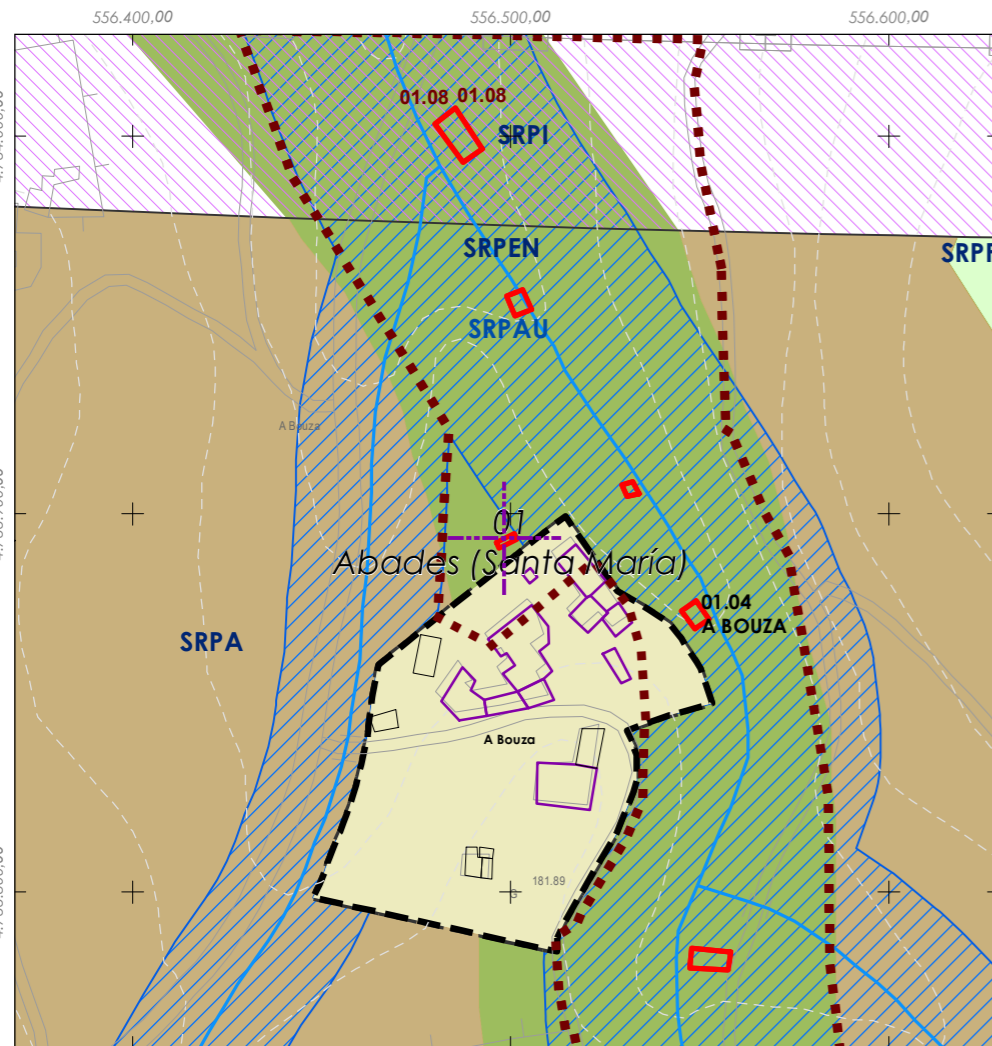 556.400,00
556.500,00
556.600,00
01.08 01.08
SRPI
SRPEN
SRPAU
A Bouza
01
Abades (Santa María)
01.04
A BOUZA
SRPA
A Bouza
181.89